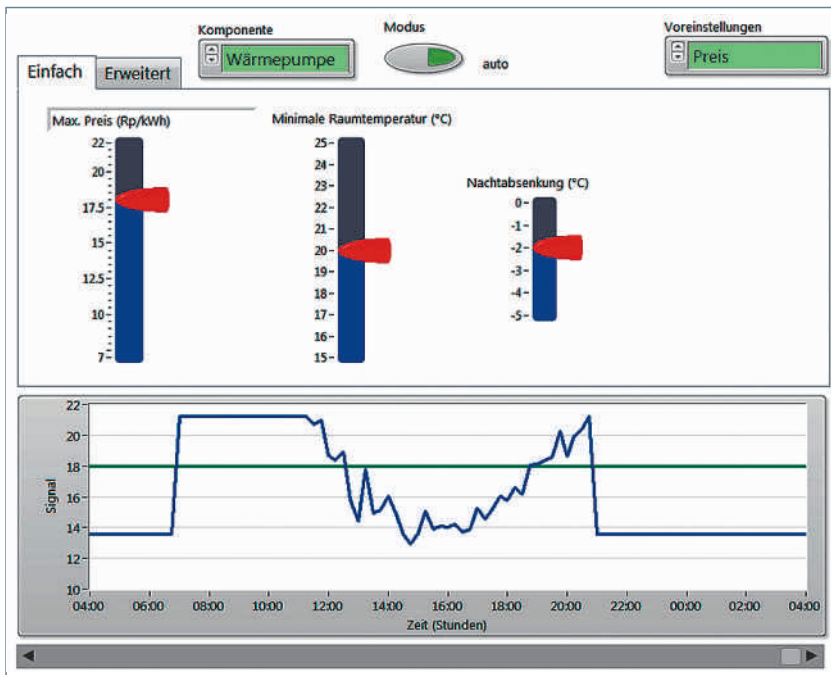 Komponente
Modus
Voreinstellungen
Wärmepumpe
auto
Preis
Einfach
Erweitert
Max. Preis (Rp/kWh)
22
20
17.5
15
12.5
10
7
Minimale Raumtemperatur (°C)
25
24
23
22
21
20
19
18
17
16
15
Nachtabsenkung (°C)
0
-1
-2
-3
-4
-5
Signal
22
20
18
16
14
12
10
04:00 06:00 08:00 10:00 12:00 14:00 16:00 18:00 20:00 22:00 00:00 02:00 04:00
Zeit (Stunden)